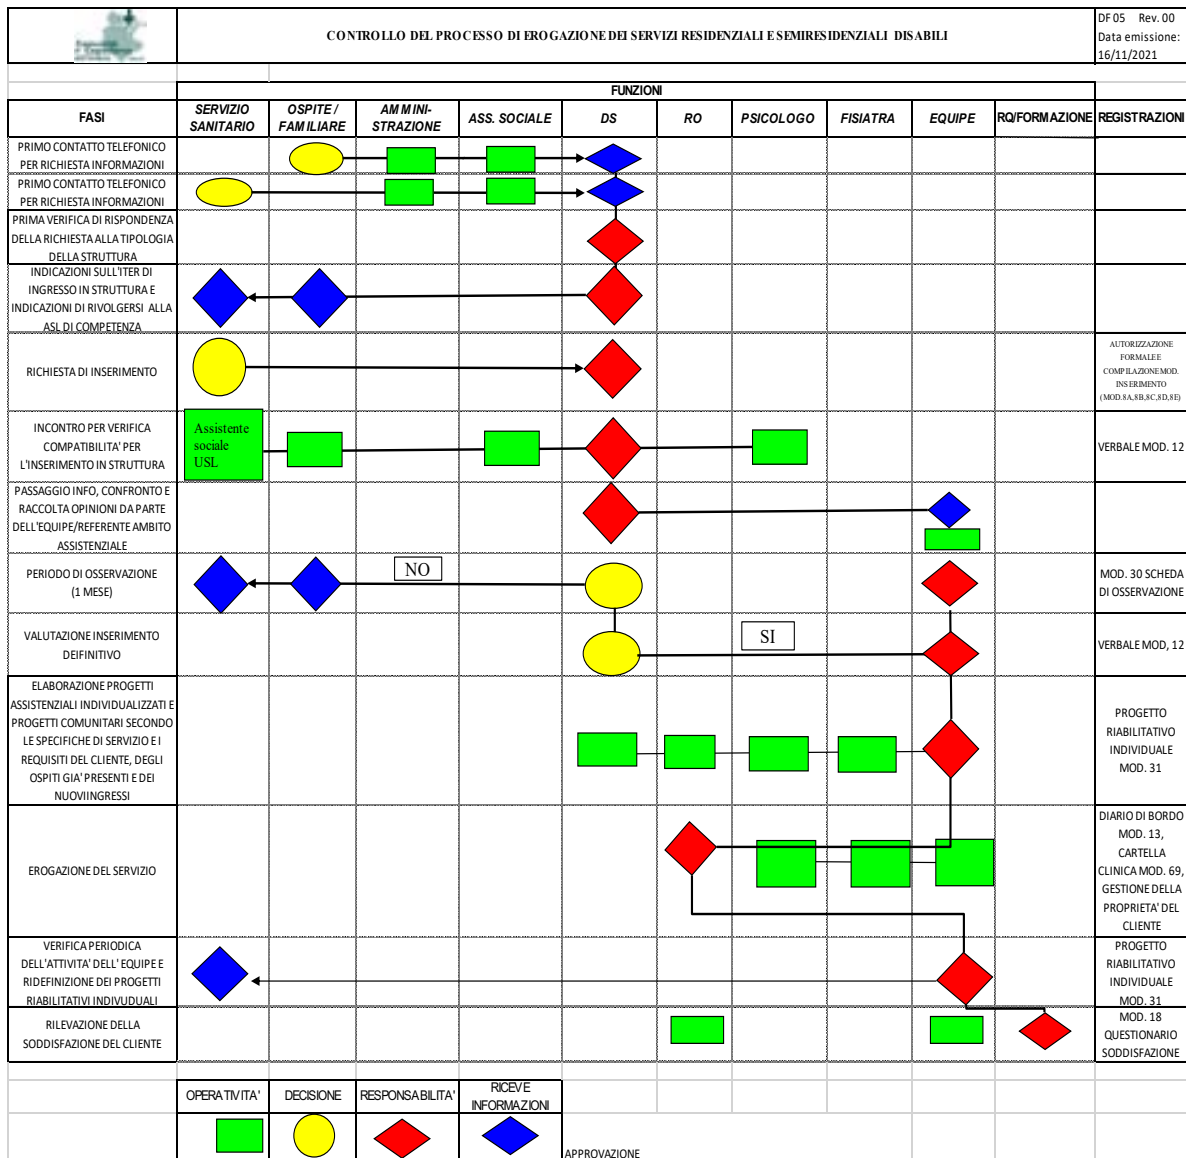 CONTROLLO DEL PROCESSO DI EROGAZIONE DEI SERVIZI RESIDENZIALI E SEMIRESIDENZIALI DISABILI
DF 05 Rev. 00
Data emissione:
16/11/2021
FUNZIONI
FASI
SERVIZIO
SANITARIO
OSPITE /
FAMILIARE
AMMINI-
STRAZIONE
ASS. SOCIALE
DS
RO
PSICOLOGO
FISIATRA
EQUIPE
RQ/FORMAZIONE
REGISTRAZIONI
PRIMO CONTATTO TELEFONICO
PER RICHIESTA INFORMAZIONI
PRIMO CONTATTO TELEFONICO
PER RICHIESTA INFORMAZIONI
PRIMA VERIFICA DI RISPONDENZA
DELLA RICHIESTA ALLA TIPOLOGIA
DELLA STRUTTURA
INDICAZIONI SULL'ITER DI
INGRESSO IN STRUTTURA E
INDICAZIONI DI RIVOLGERSI ALLA
ASL DI COMPETENZA
RICHIESTA DI INSERIMENTO
AUTORIZZAZIONE
FORMALE E
COMPILAZIONE MOD.
INSERIMENTO
(MOD.8A,8B,8C,8D,8E)
INCONTRO PER VERIFICA
COMPATIBILITA' PER
L'INSERIMENTO IN STRUTTURA
Assistente
sociale
USL
VERBALE MOD. 12
PASSAGGIO INFO, CONFRONTO E
RACCOLTA OPINIONI DA PARTE
DELL'EQUIPE/REFERENTE AMBITO
ASSISTENZIALE
PERIODO DI OSSERVAZIONE
(1 MESE)
NO
MOD. 30 SCHEDA
DI OSSERVAZIONE
VALUTAZIONE INSERIMENTO
DEIFINITIVO
SI
VERBALE MOD, 12
ELABORAZIONE PROGETTI
ASSISTENZIALI INDIVIDUALIZZATI E
PROGETTI COMUNITARI SECONDO
LE SPECIFICHE DI SERVIZIO E I
REQUISITI DEL CLIENTE, DEGLI
OSPITI GIA' PRESENTI E DEI
NUOVIINGRESSI
PROGETTO
RIABILITATIVO
INDIVIDUALE
MOD. 31
EROGAZIONE DEL SERVIZIO
DIARIO DI BORDO
MOD. 13,
CARTELLA
CLINICA MOD. 69,
GESTIONE DELLA
PROPRIETA' DEL
CLIENTE
VERIFICA PERIODICA
DELL'ATTIVITA' DELL' EQUIPE E
RIDEFINIZIONE DEI PROGETTI
RIABILITATIVI INDIVUDUALI
PROGETTO
RIABILITATIVO
INDIVIDUALE
MOD. 31
RILEVAZIONE DELLA
SODDISFAZIONE DEL CLIENTE
MOD. 18
QUESTIONARIO
SODDISFAZIONE
OPERATIVITA'
DECISIONE
RESPONSABILITA'
RICEVE
INFORMAZIONI
APPROVAZIONE